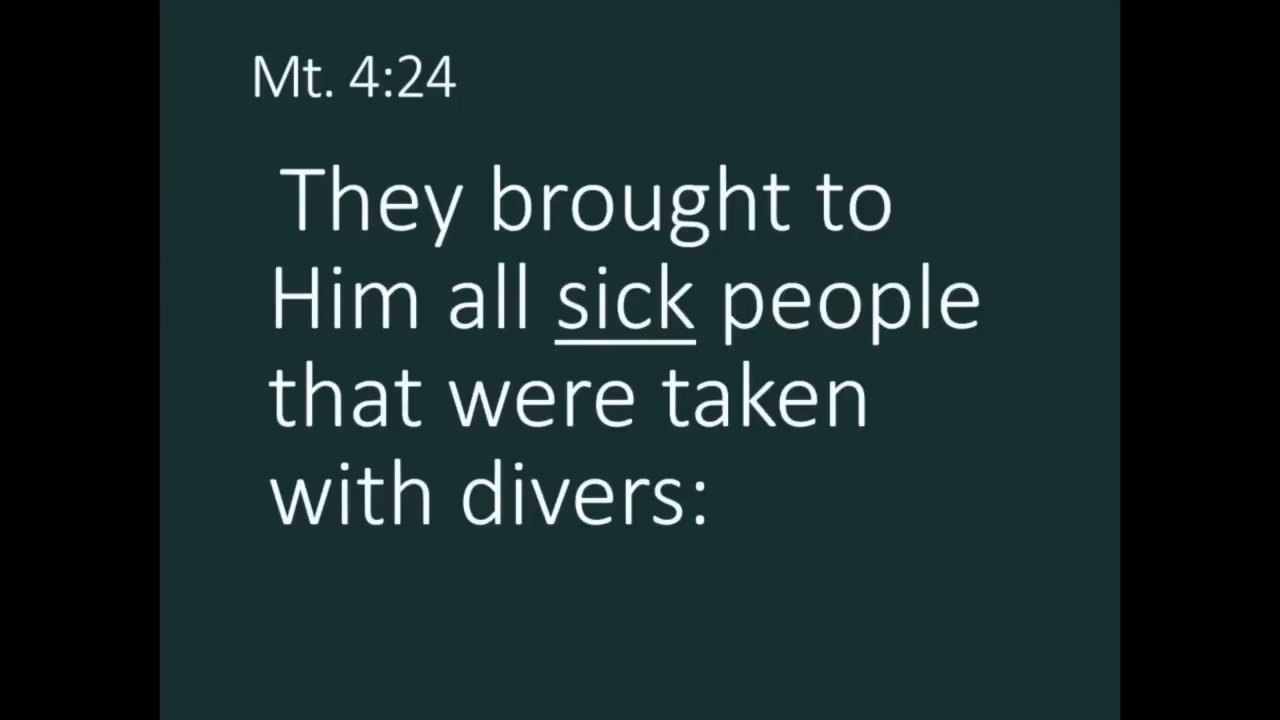 Mt. 4:24
They brought to
Him all sick people
that were taken
with divers: